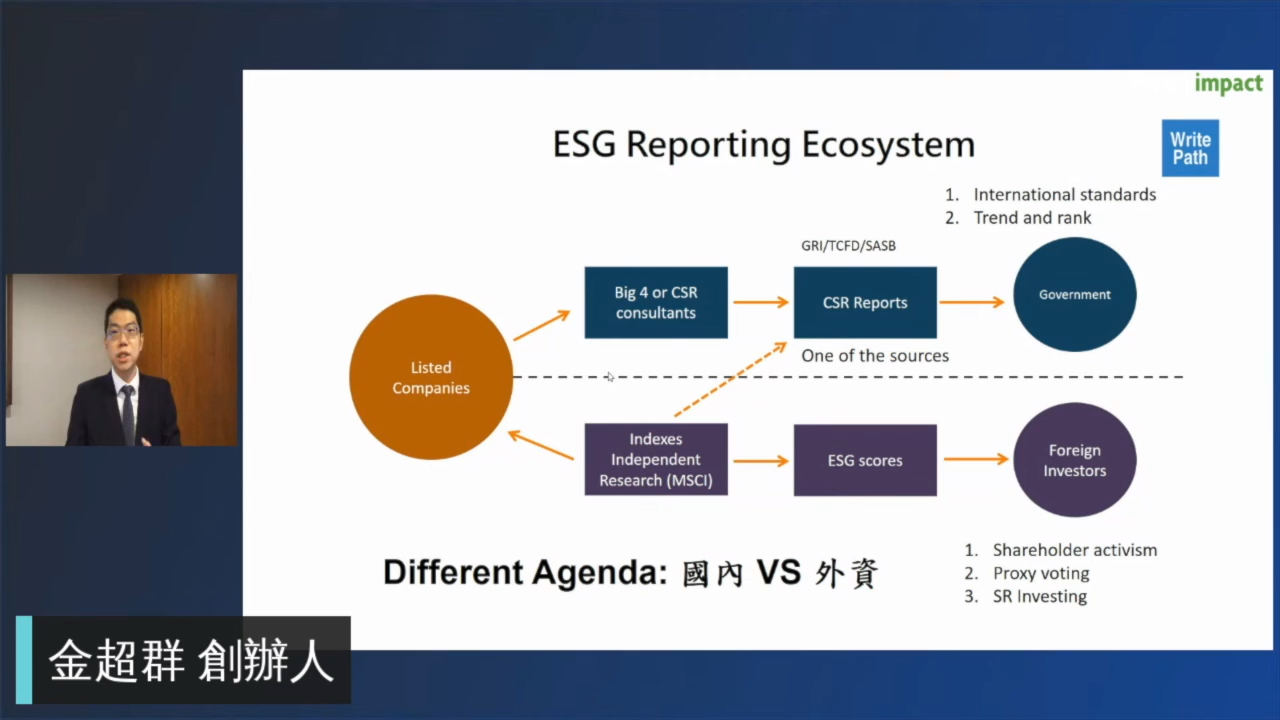 impact
ESG Reporting Ecosystem
Write
Path
1. International standards
2. Trend and rank
GRI/TCFD/SASB
Big 4 or CSR
consultants
CSR Reports
Government
One of the sources
Listed
Companies
Indexes
Independent
Research (MSCI)
ESG scores
Foreign
Investors
1. Shareholder activism
2. Proxy voting
3. SR Investing
Different Agenda: 國內 VS 外資
金超群 創辦人